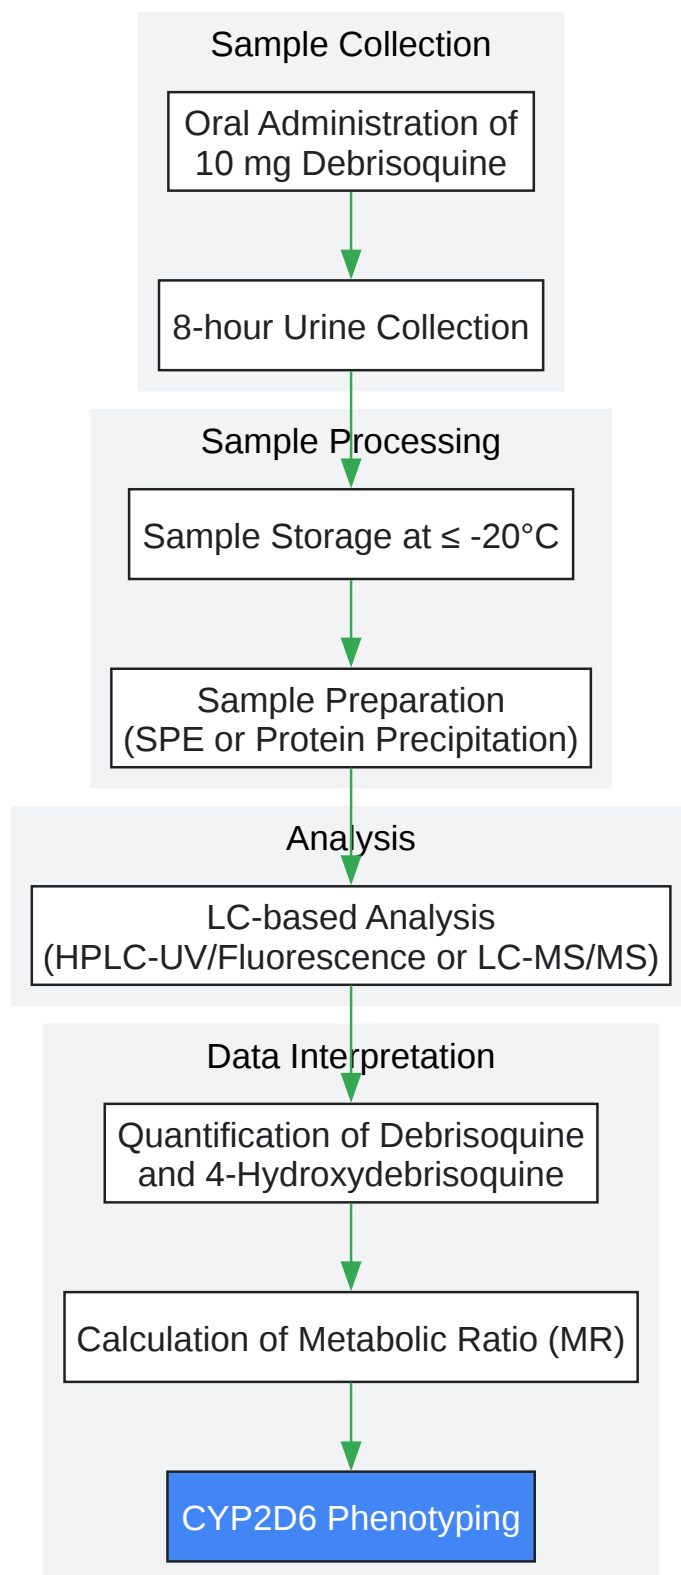 Sample Collection
Oral Administration of
10 mg Debrisoquine
8-hour Urine Collection
Sample Processing
Sample Storage at ≤ -20°C
Sample Preparation
(SPE or Protein Precipitation)
Analysis
LC-based Analysis
(HPLC-UV/Fluorescence or LC-MS/MS)
Data Interpretation
Quantification of Debrisoquine
and 4-Hydroxydebrisoquine
Calculation of Metabolic Ratio (MR)
CYP2D6 Phenotyping